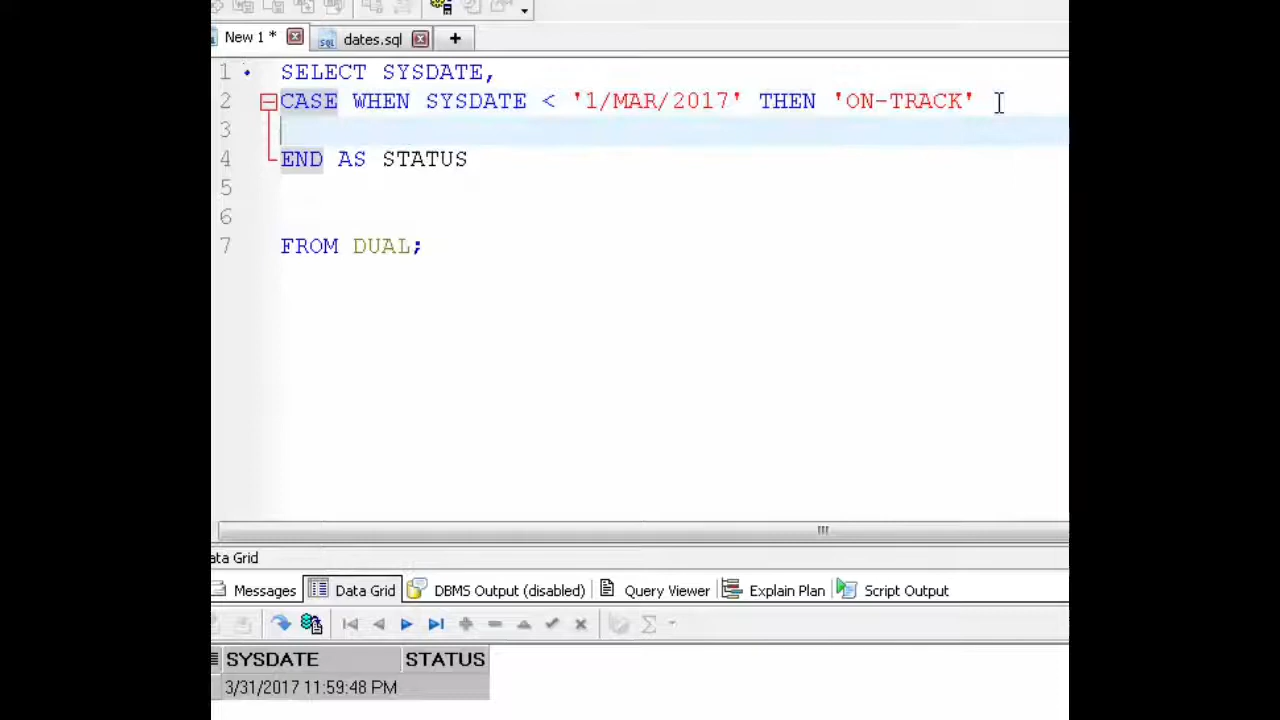 New 1 * dates.sql +
1 SELECT SYSDATE,
2 CASE WHEN SYSDATE < '1/MAR/2017' THEN 'ON-TRACK'
3
4 END AS STATUS
5
6
7 FROM DUAL;
ata Grid
Messages Data Grid DBMS Output (disabled) Query Viewer Explain Plan Script Output
SYSDATE STATUS
3/31/2017 11:59:48 PM